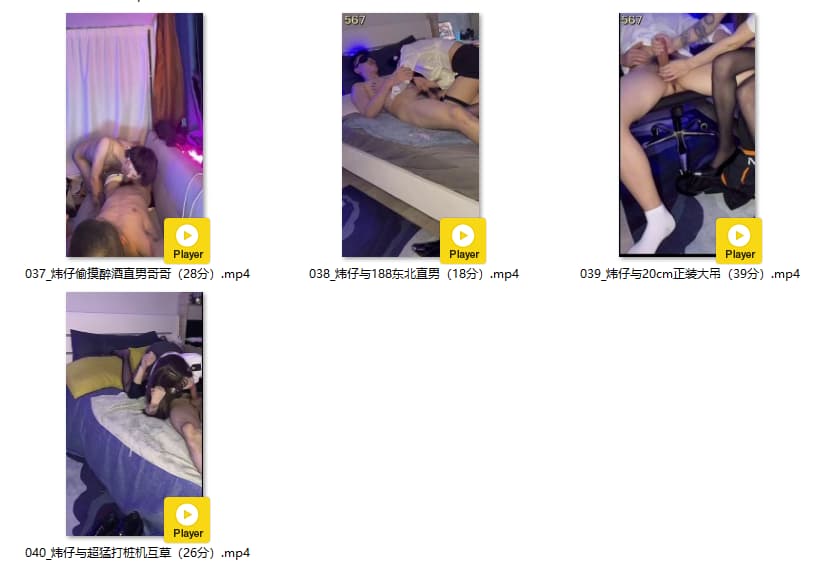 567
567
Player
Player
Player
037_炜仔偷摸醉酒直男哥哥（28分）.mp4
038_炜仔与188东北直男（18分）.mp4
039_炜仔与20cm正装大吊（39分）.mp4
Player
040_炜仔与超猛打桩机互草（26分）.mp4